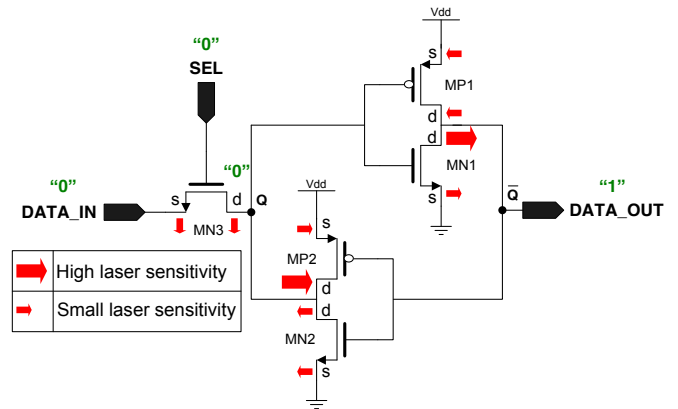 Vdd
"0"
SEL
s
MP1
d
d
MN1
s
"0"
"0"
s
d
Q
DATA_IN
MN3
Vdd
s
MP2
d
d
MN2
s
Q̅
"1"
DATA_OUT
High laser sensitivity
Small laser sensitivity